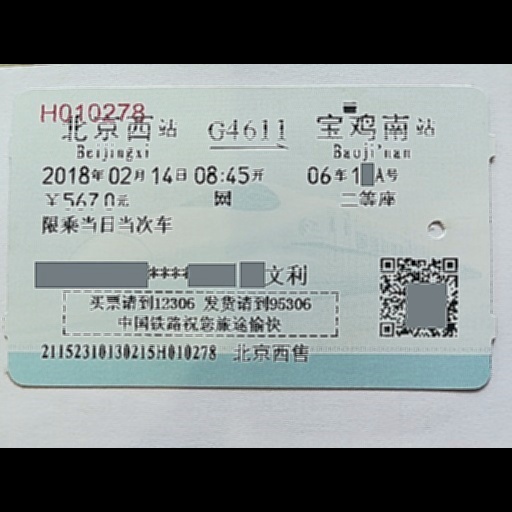 H010278
北京西站 G4611 宝鸡南站
Beijingxi Baoji'nan
2018年02月14日08:45开 06车1 A号
￥567.0元 网 二等座
限乘当日当次车
**** 文利
买票请到12306 发货请到95306
中国铁路祝您旅途愉快
21152310130215H010278 北京西售